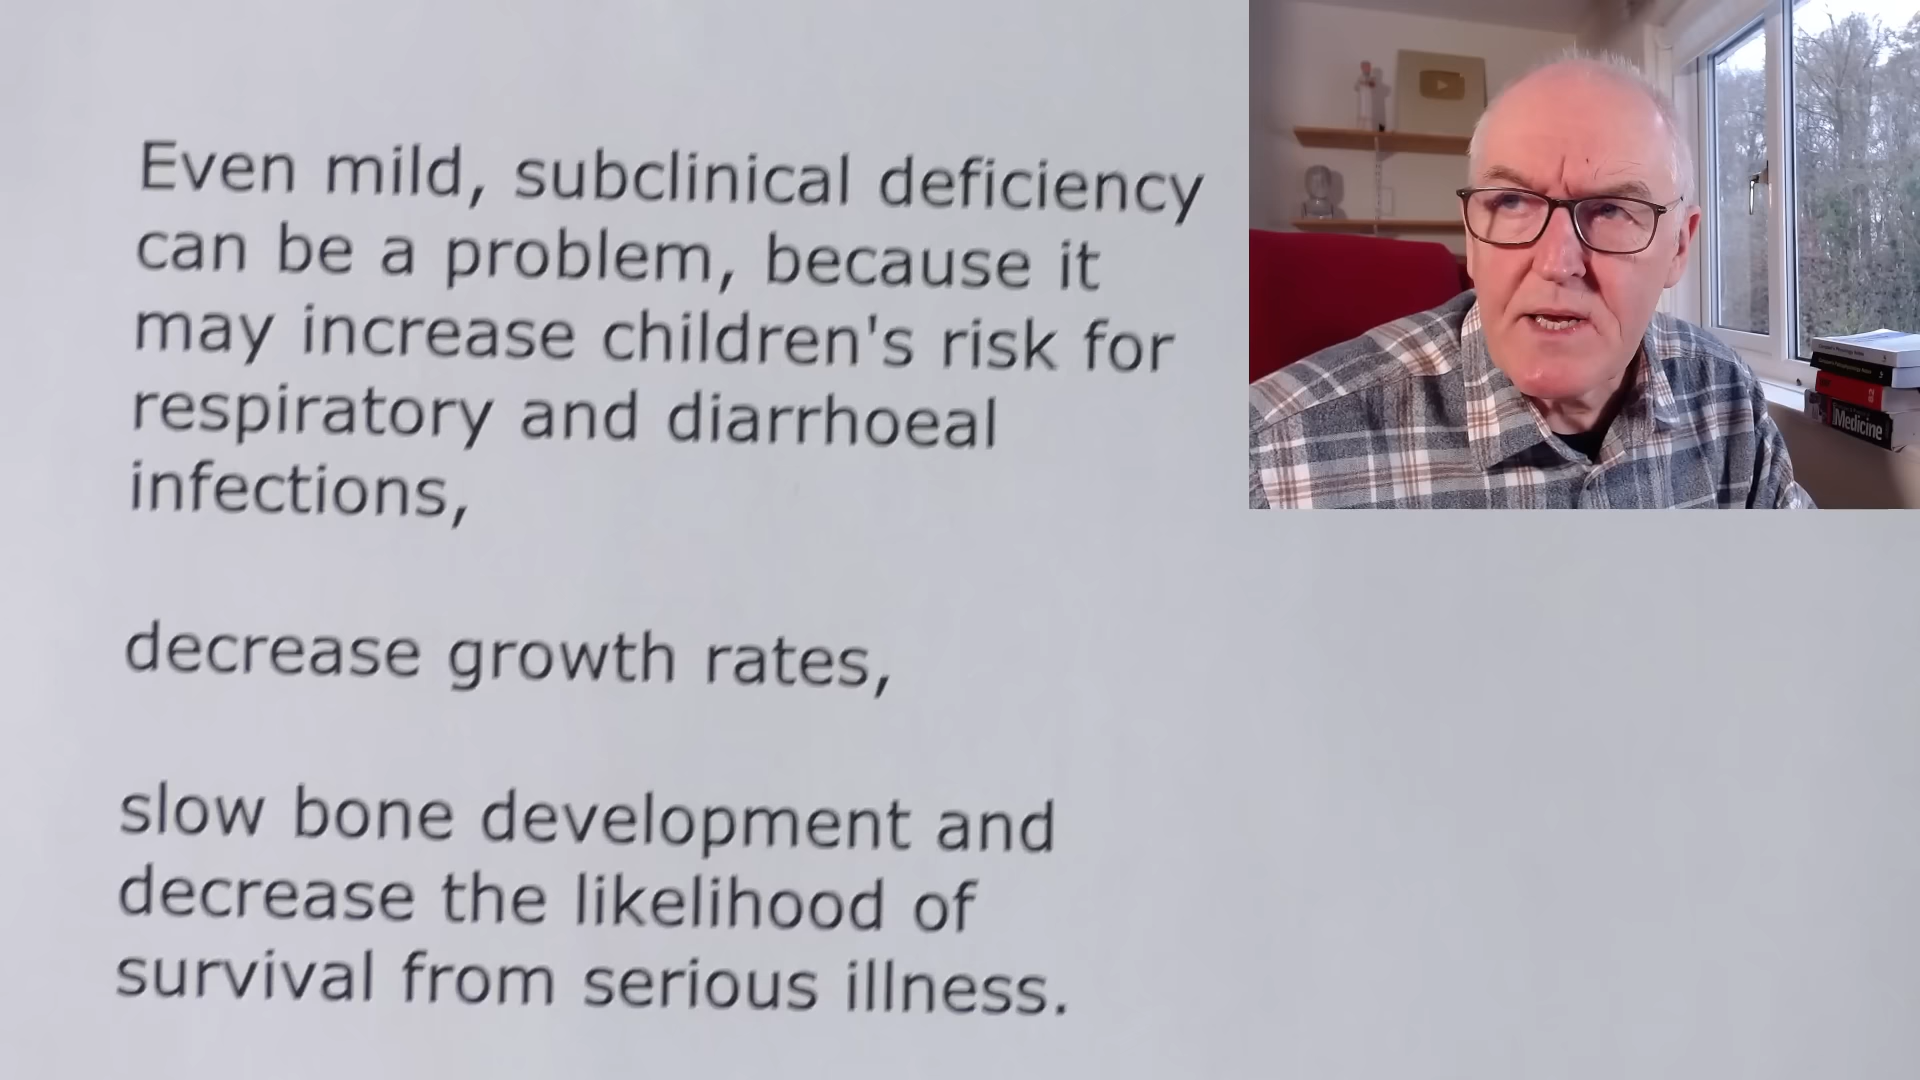 Even mild, subclinical deficiency
can be a problem, because it
may increase children's risk for
respiratory and diarrhoeal
infections,
decrease growth rates,
slow bone development and
decrease the likelihood of
survival from serious illness.
Medicine